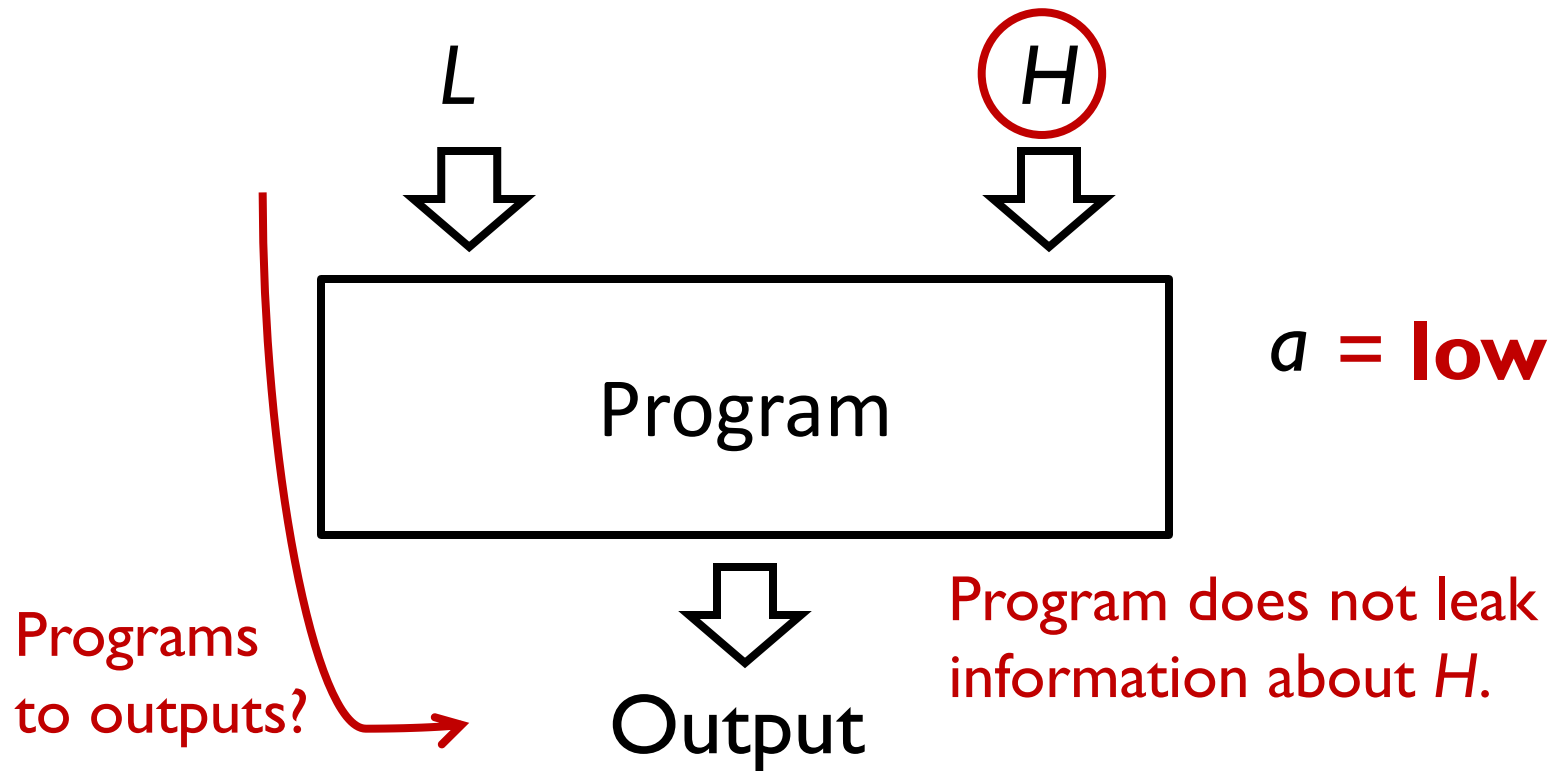 L
H
Program
a = low
Programs
to outputs?
Program does not leak
information about H.
Output